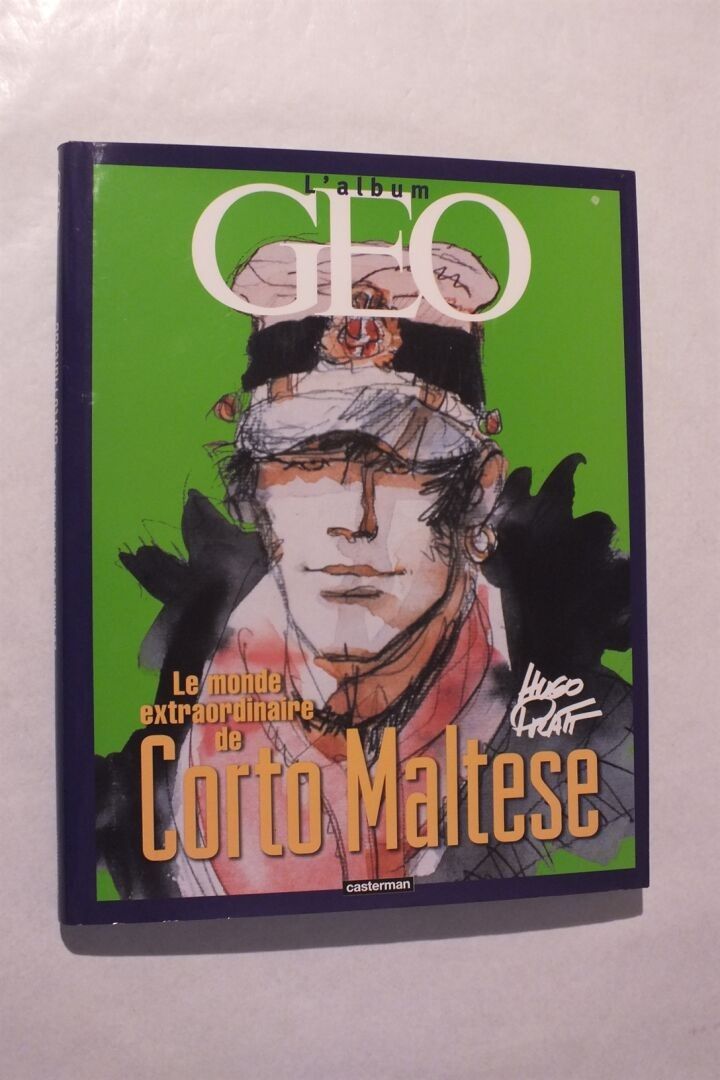 L'album
GEO
Le monde
extraordinaire
de
Corto Maltese
HUGO
PRATT
casterman